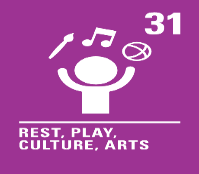 31
REST, PLAY,
CULTURE, ARTS